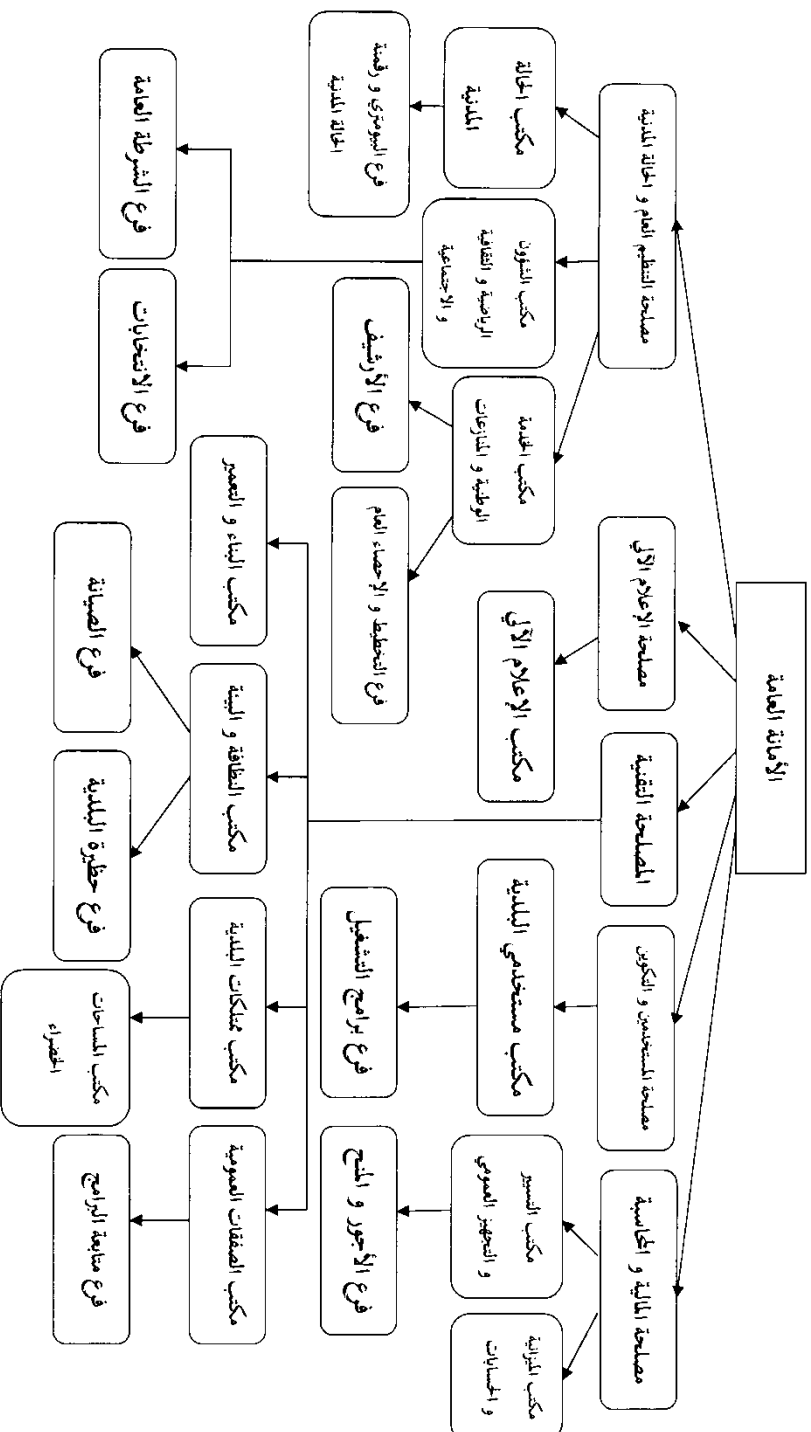 الأمانة العامة
مصلحة التنظيم العام و الحالة المدنية
مصلحة الإعلام الآلي
المصلحة التقنية
مصلحة المستخدمين و التكوين
مصلحة المالية و المحاسبة
مكتب الحالة
المدنية
مكتب الشؤون
الرياضية و الثقافية
و الاجتماعية
مكتب الخدمة
الوطنية و المنازعات
مكتب الإعلام الآلي
مكتب مستخدمي البلدية
مكتب التسيير
و التجهيز العمومي
مكتب الميزانية
و الحسابات
فرع البيومتري و رقمنة
الحالة المدنية
فرع الأرشيف
فرع التخطيط و الإحصاء العام
فرع برامج التشغيل
فرع الأجور و المنح
مكتب البناء و التعمير
مكتب النظافة و البيئة
مكتب ممتلكات البلدية
مكتب الصفقات العمومية
فرع الشرطة العامة
فرع الانتخابات
فرع الصيانة
فرع حظيرة البلدية
مكتب المساحات
الخضراء
فرع متابعة البرامج